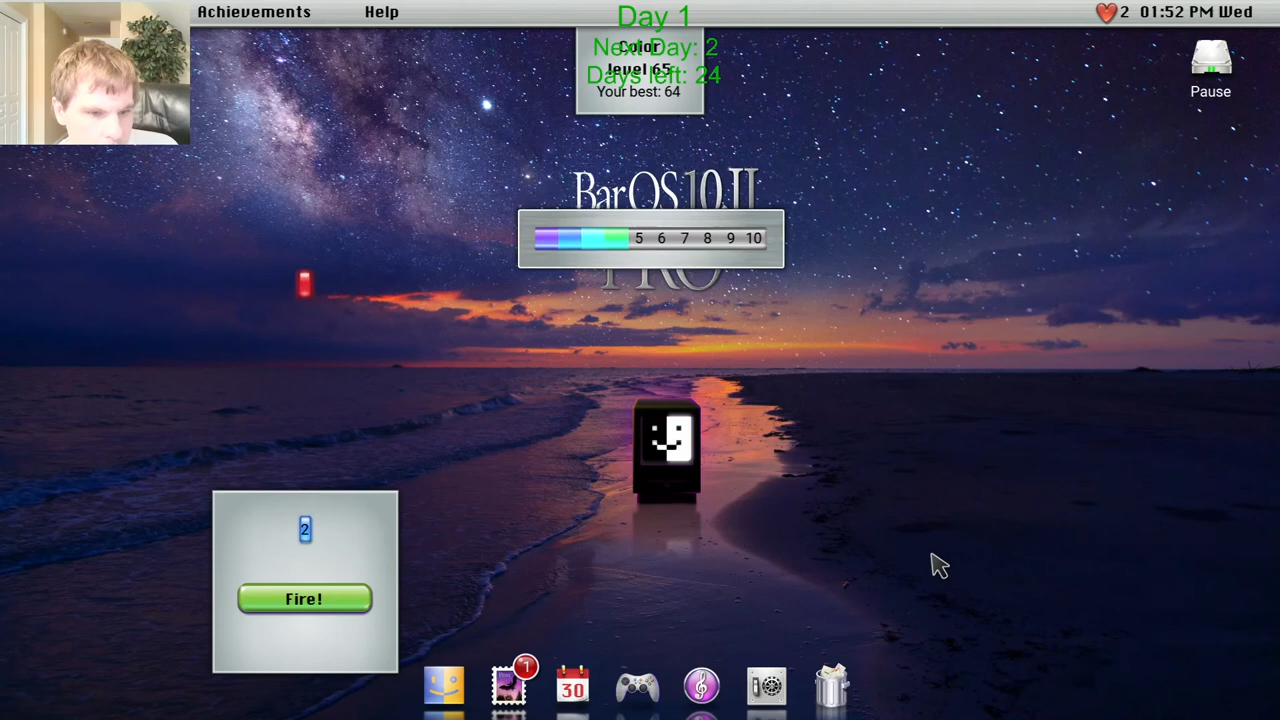 Achievements Help Day 1 2 01:52 PM Wed
Color
Next Day: 2
level 65
Days left: 24
Your best: 64
Pause
BarOS 10.II
PRO
5 6 7 8 9 10
2
Fire!
1
30